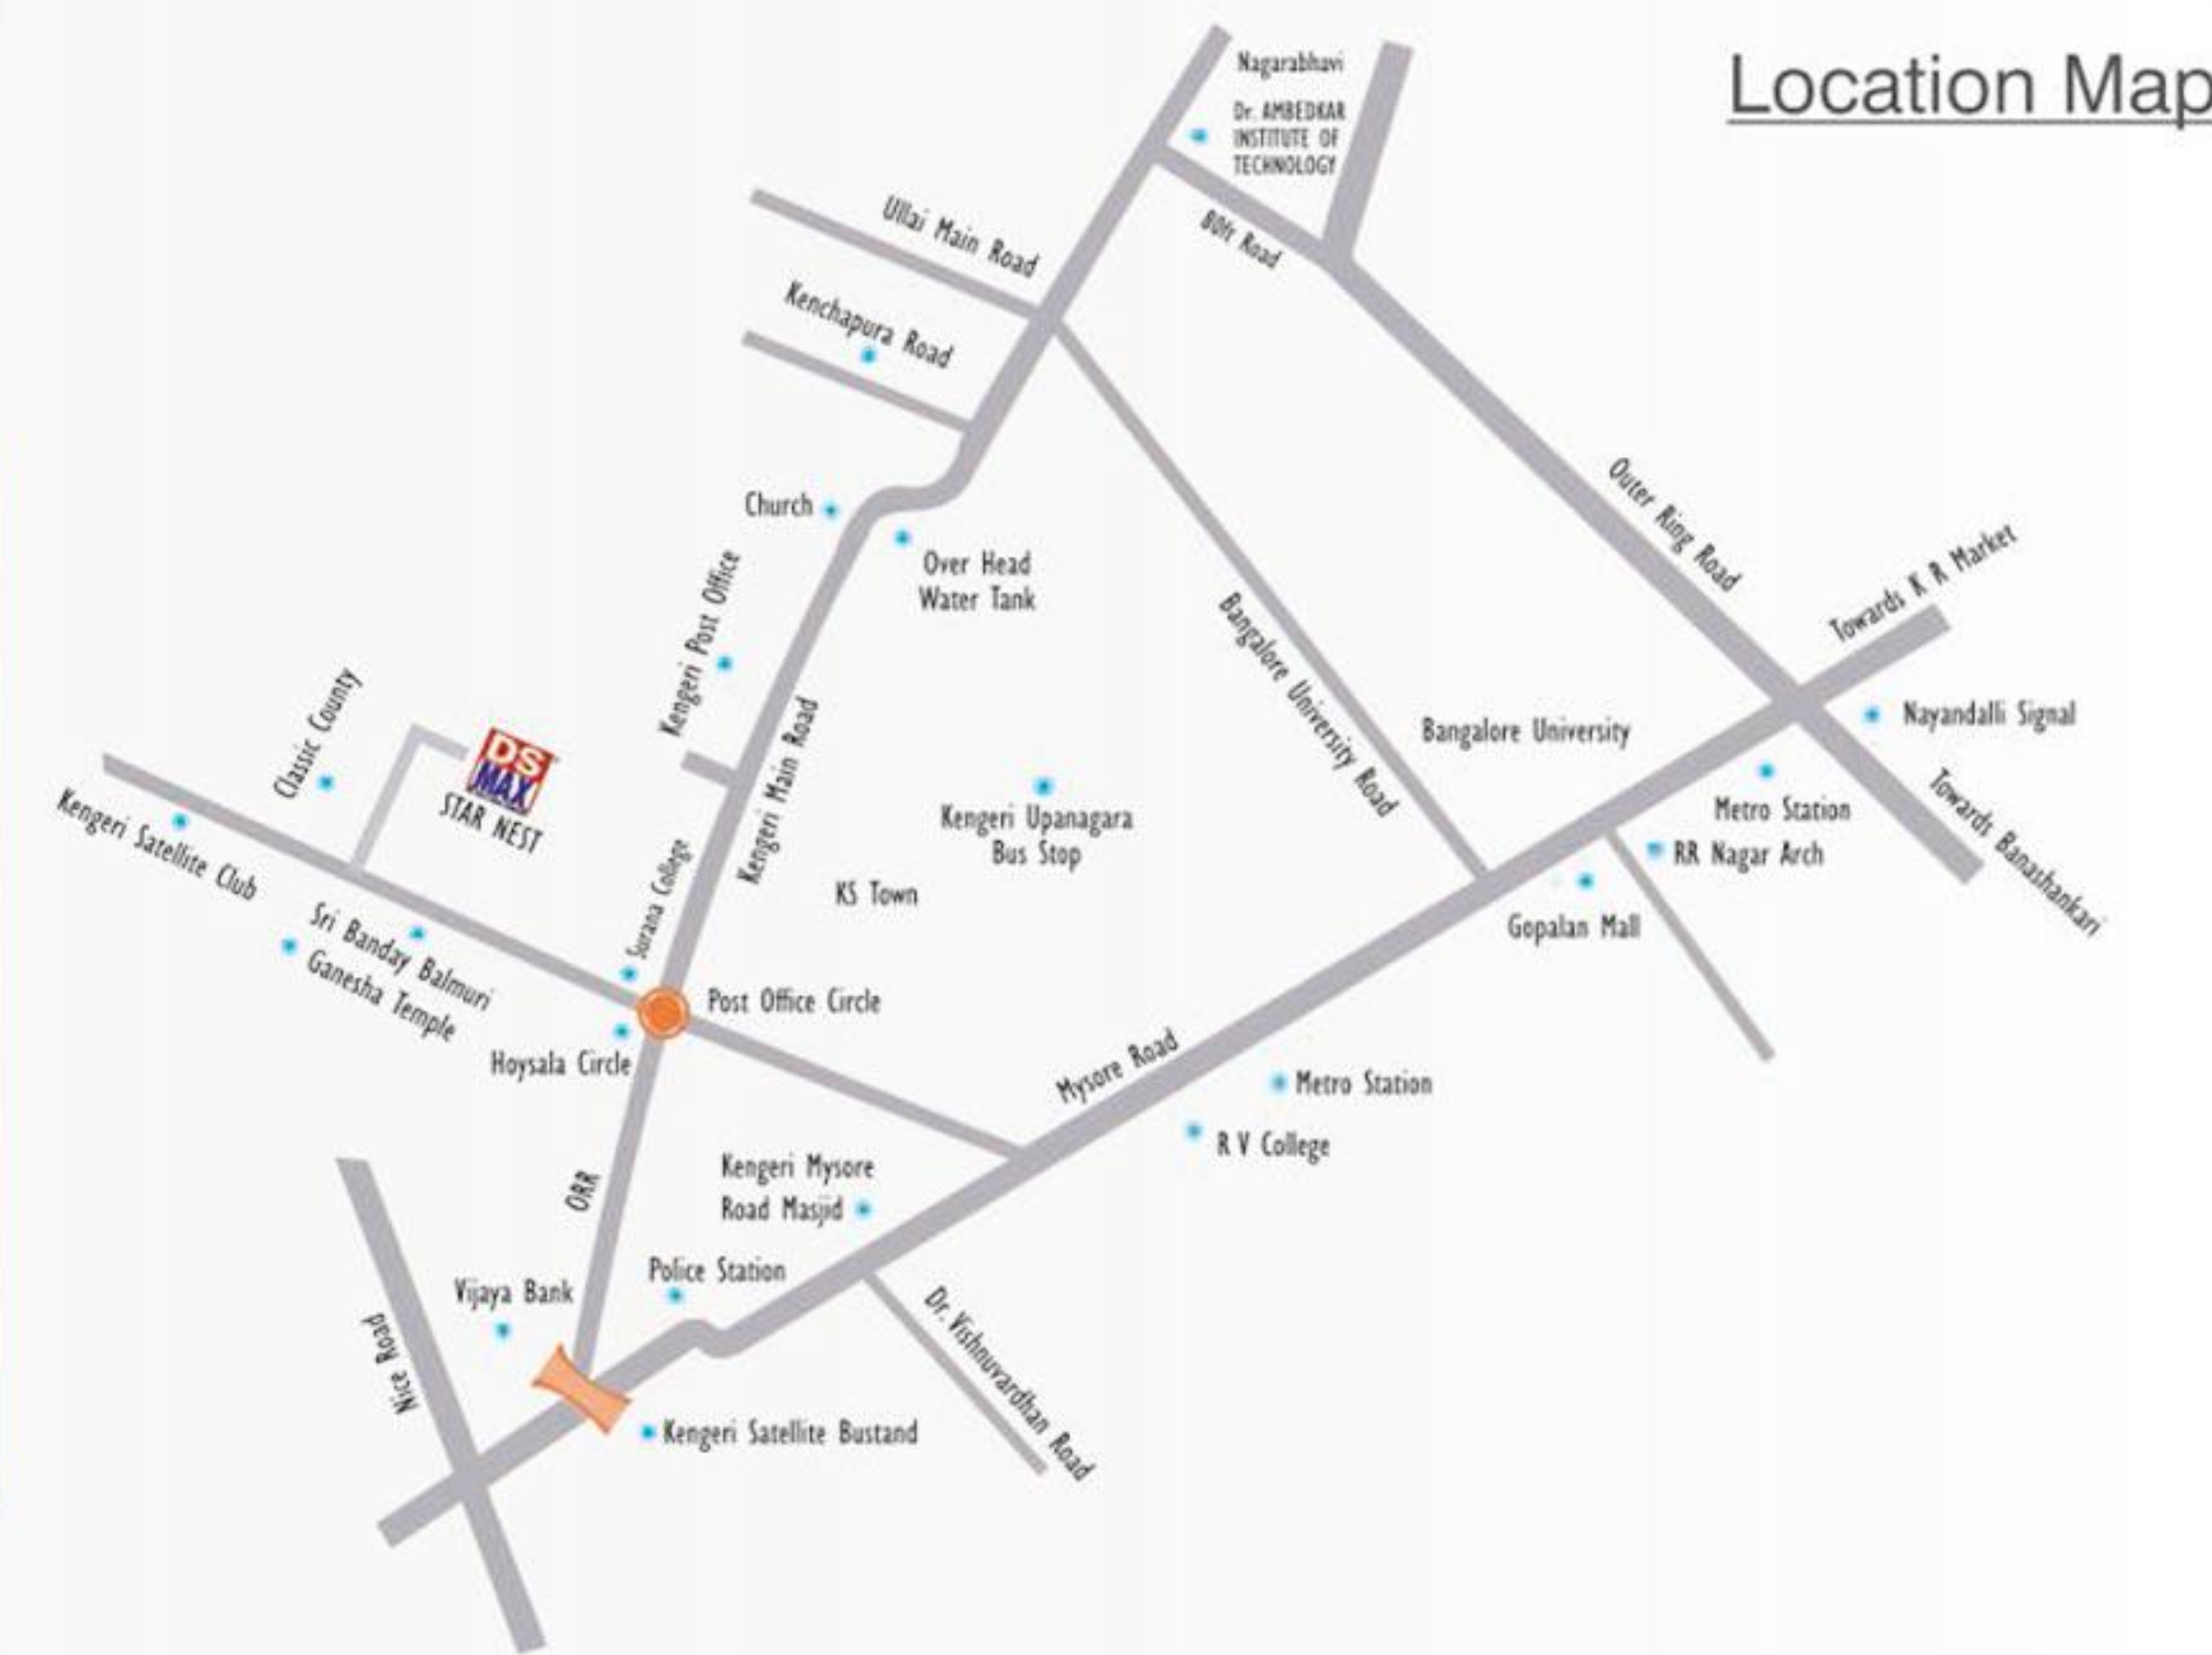 Location Map
Nagarabhavi
Dr. AMBEDKAR
INSTITUTE OF
TECHNOLOGY
80ft Road
Ullai Main Road
Kenchapura Road
Church
Over Head
Water Tank
Kengeri Post Office
Kengeri Main Road
Outer Ring Road
Towards K R Market
Nayandalli Signal
Towards Banashankari
Metro Station
RR Nagar Arch
Gopalan Mall
Bangalore University
Bangalore University Road
Kengeri Upanagara
Bus Stop
KS Town
Classic County
DS
MAX
STAR NEST
Kengeri Satellite Club
Sri Banday Balmuri
Ganesha Temple
Surana College
Post Office Circle
Hoysala Circle
Mysore Road
Metro Station
R V College
Kengeri Mysore
Road Masjid
ORR
Police Station
Vijaya Bank
Nice Road
Dr. Vishnuvardhan Road
Kengeri Satellite Bustand